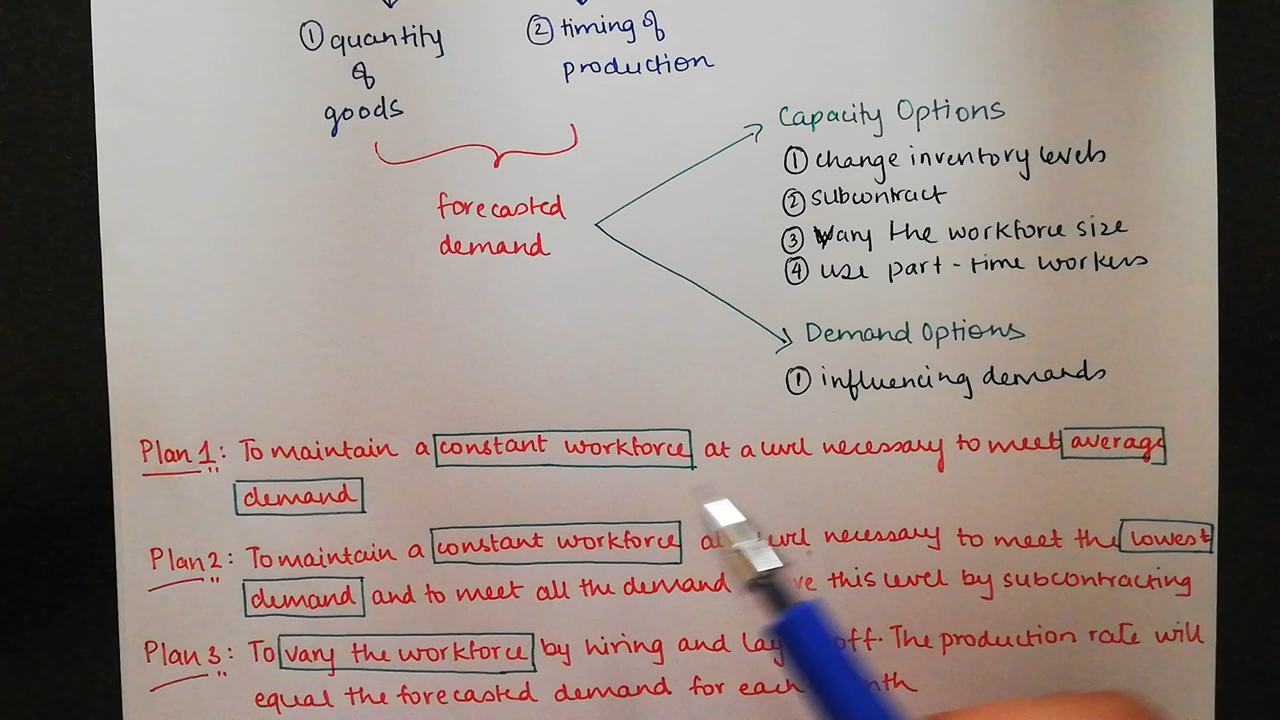 ① quantity
of
goods
② timing of
production
forecasted
demand
Capacity Options
① change inventory levels
② subcontract
③ vary the workforce size
④ use part-time workers
Demand Options
① influencing demands
Plan 1: To maintain a constant workforce at a level necessary to meet average
demand
Plan 2: To maintain a constant workforce level necessary to meet the lowest
demand and to meet all the demand this level by subcontracting
Plan 3: To vary the workforce by hiring and off. The production rate will
equal the forecasted demand for each